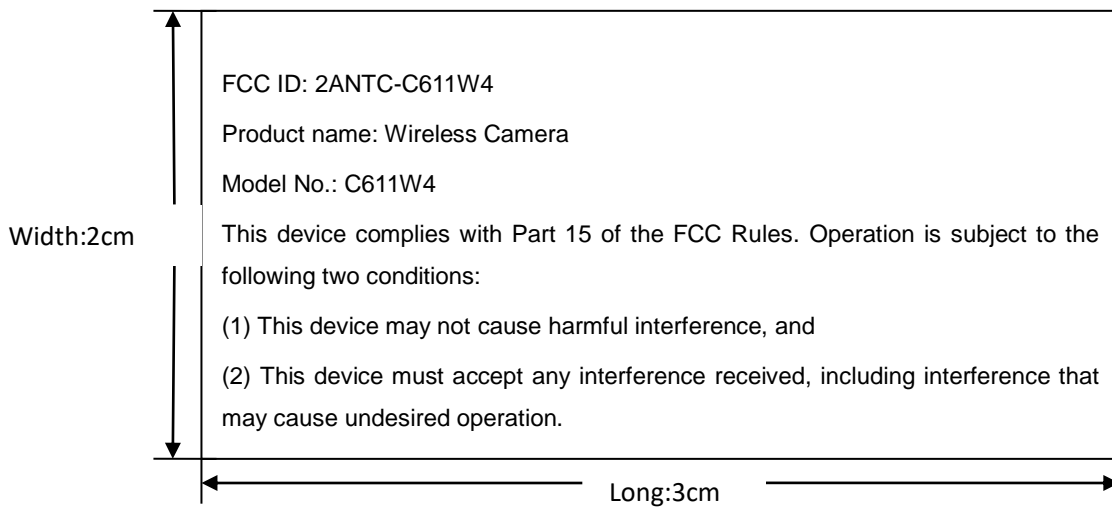 FCC ID: 2ANTC-C611W4
Product name: Wireless Camera
Model No.: C611W4
Width:2cm
This device complies with Part 15 of the FCC Rules. Operation is subject to the
following two conditions:
(1) This device may not cause harmful interference, and
(2) This device must accept any interference received, including interference that
may cause undesired operation.
Long:3cm